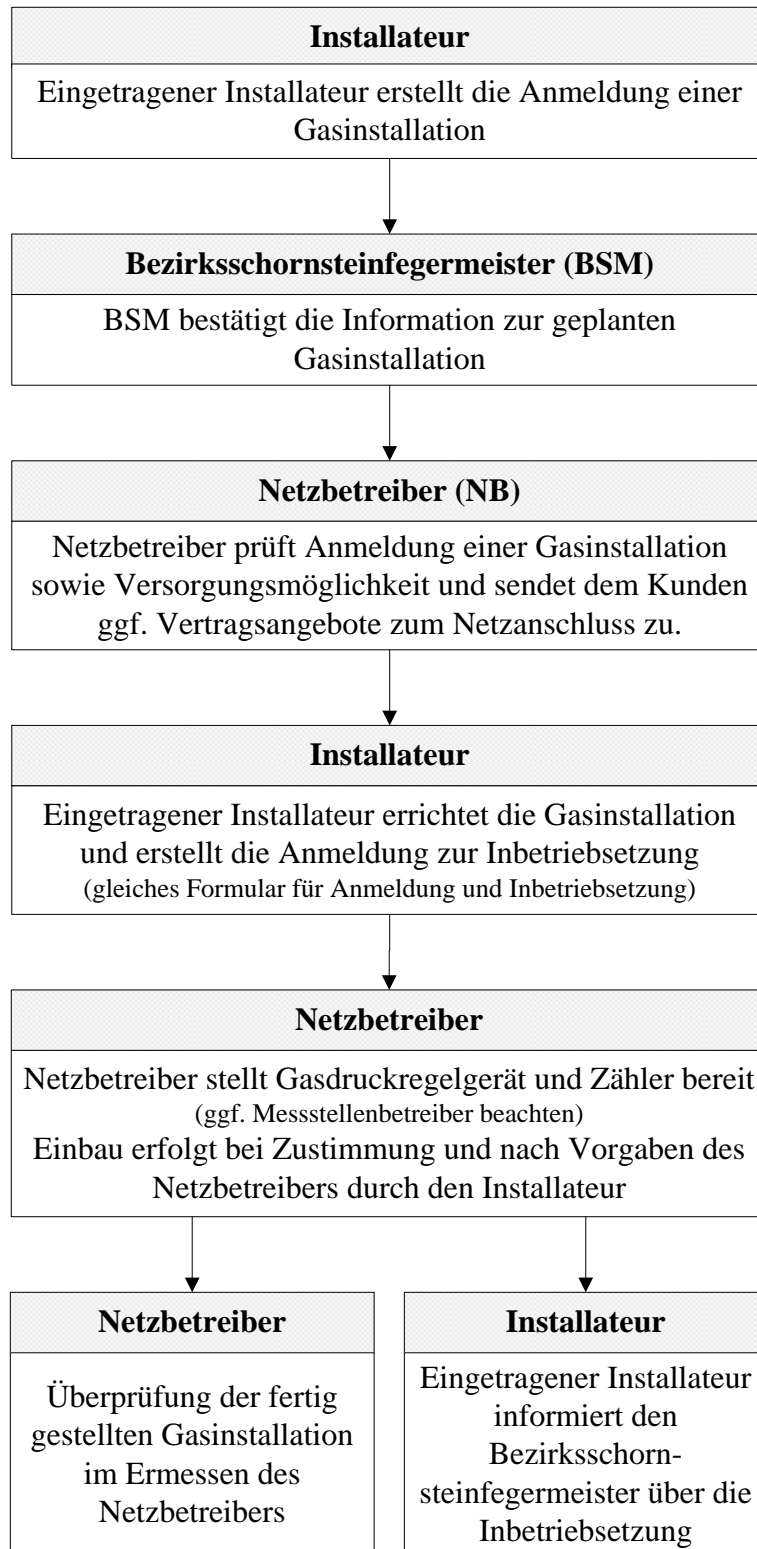 Installateur
Eingetragener Installateur erstellt die Anmeldung einer
Gasinstallation
Bezirksschornsteinfegermeister (BSM)
BSM bestätigt die Information zur geplanten
Gasinstallation
Netzbetreiber (NB)
Netzbetreiber prüft Anmeldung einer Gasinstallation
sowie Versorgungsmöglichkeit und sendet dem Kunden
ggf. Vertragsangebote zum Netzanschluss zu.
Installateur
Eingetragener Installateur errichtet die Gasinstallation
und erstellt die Anmeldung zur Inbetriebsetzung
(gleiches Formular für Anmeldung und Inbetriebsetzung)
Netzbetreiber
Netzbetreiber stellt Gasdruckregelgerät und Zähler bereit
(ggf. Messstellenbetreiber beachten)
Einbau erfolgt bei Zustimmung und nach Vorgaben des
Netzbetreibers durch den Installateur
Netzbetreiber
Überprüfung der fertig
gestellten Gasinstallation
im Ermessen des
Netzbetreibers
Installateur
Eingetragener Installateur
informiert den
Bezirksschorn-
steinfegermeister über die
Inbetriebsetzung